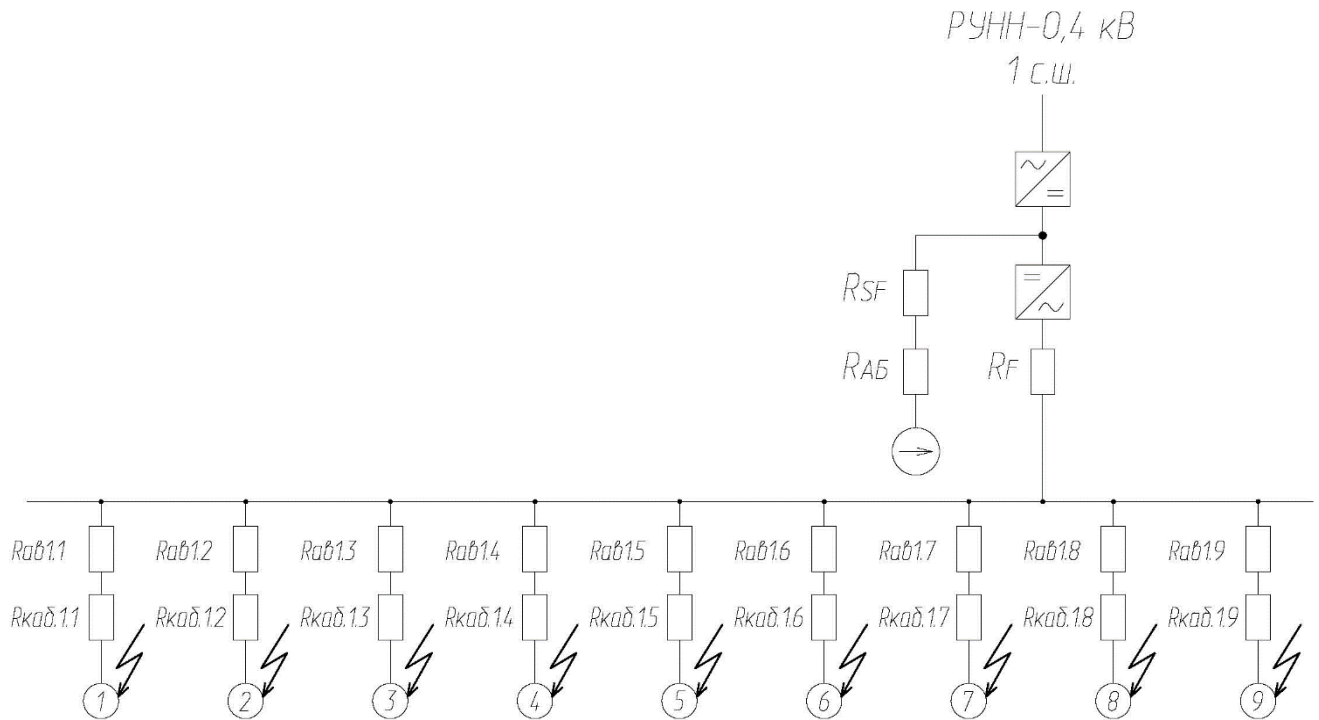 РУНН-0,4 кВ
1 с.ш.
RSF
RАБ
RF
Rав1.1
Rав1.2
Rав1.3
Rав1.4
Rав1.5
Rав1.6
Rав1.7
Rав1.8
Rав1.9
Rкаб.1.1
Rкаб.1.2
Rкаб.1.3
Rкаб.1.4
Rкаб.1.5
Rкаб.1.6
Rкаб.1.7
Rкаб.1.8
Rкаб.1.9
1
2
3
4
5
6
7
8
9